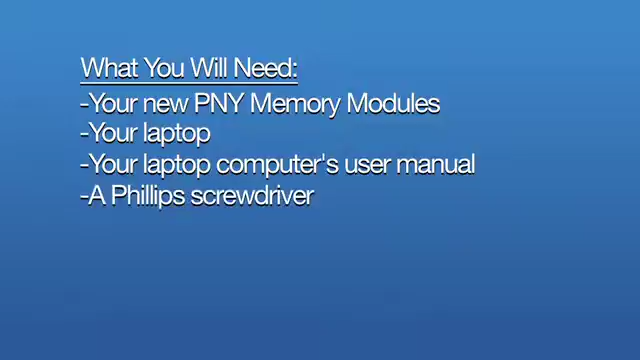 What You Will Need:
-Your new PNY Memory Modules
-Your laptop
-Your laptop computer's user manual
-A Phillips screwdriver